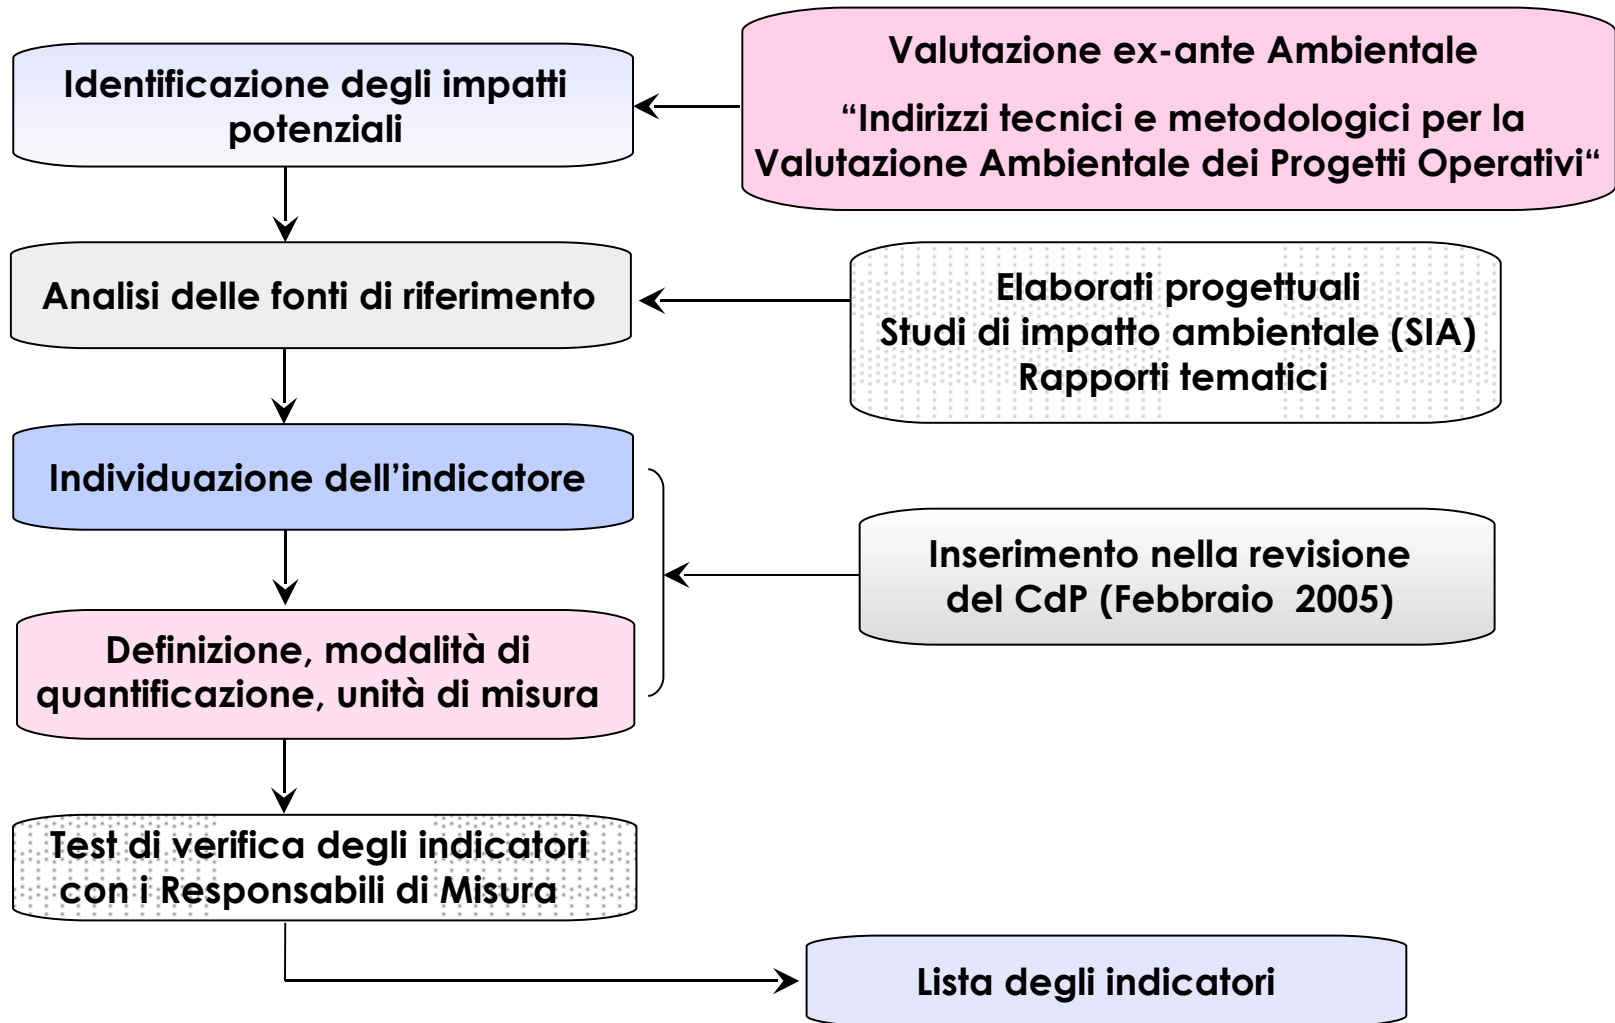 Identificazione degli impatti
potenziali
Valutazione ex-ante Ambientale
“Indirizzi tecnici e metodologici per la
Valutazione Ambientale dei Progetti Operativi“
Analisi delle fonti di riferimento
Elaborati progettuali
Studi di impatto ambientale (SIA)
Rapporti tematici
Individuazione dell’indicatore
Inserimento nella revisione
del CdP (Febbraio 2005)
Definizione, modalità di
quantificazione, unità di misura
Test di verifica degli indicatori
con i Responsabili di Misura
Lista degli indicatori